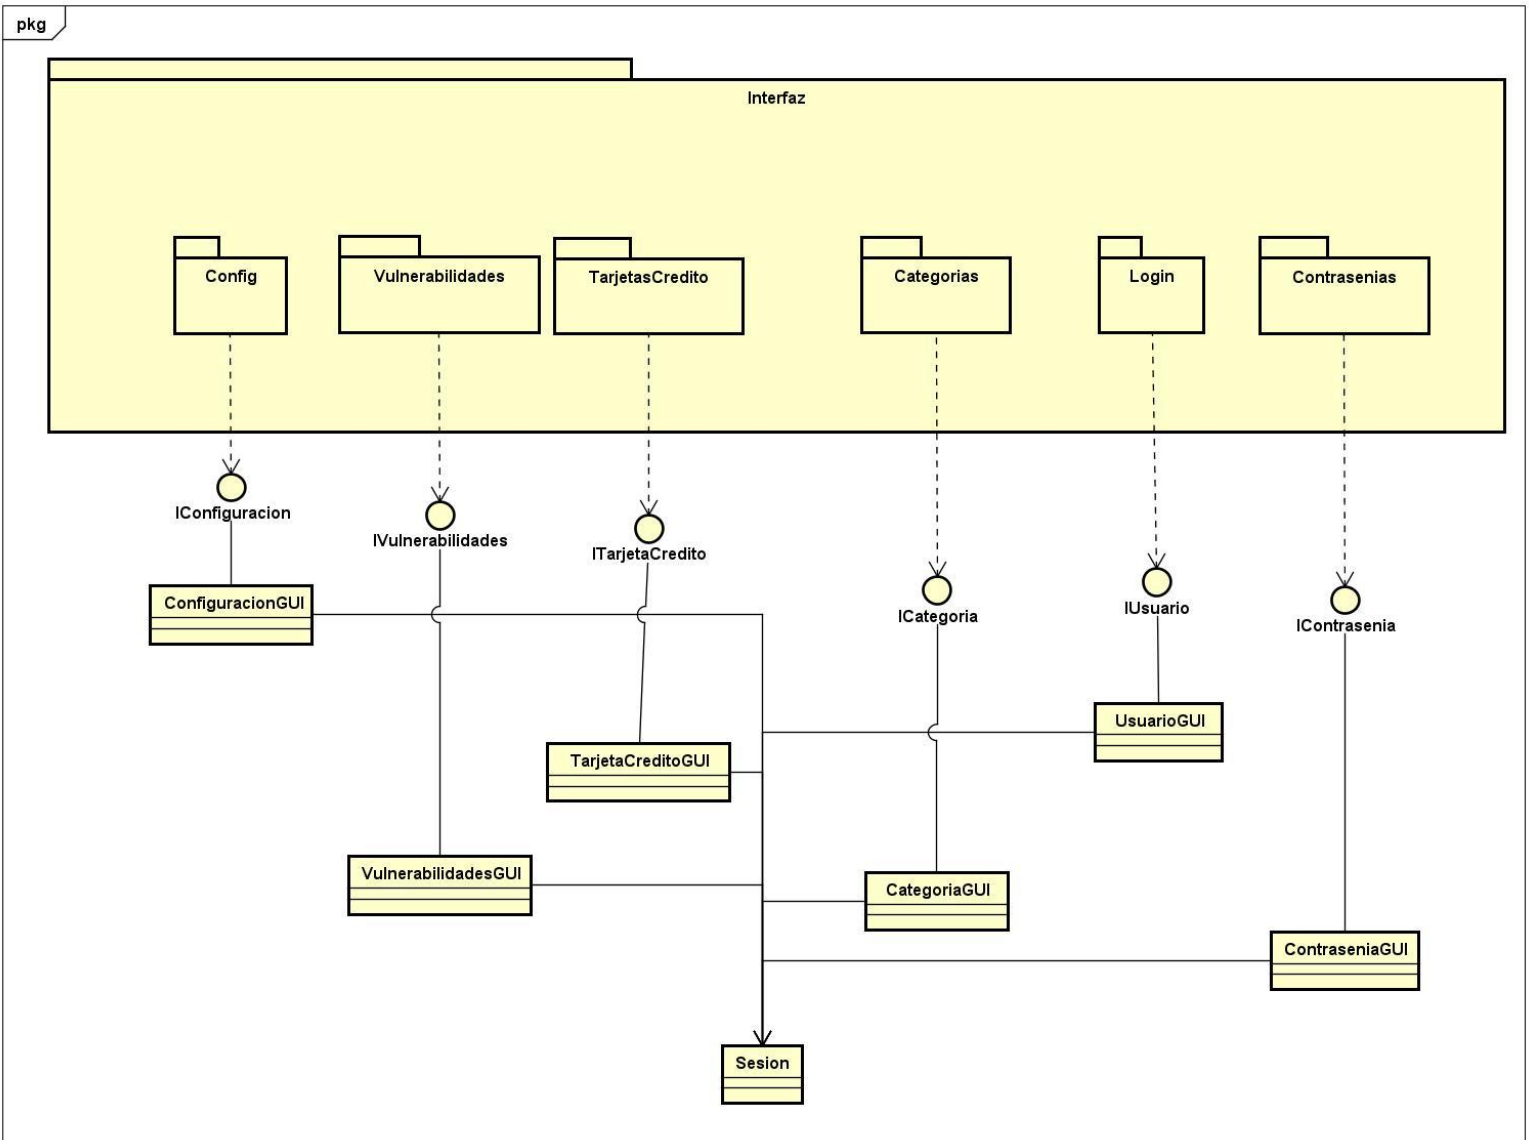 pkg
Interfaz
Config
Vulnerabilidades
TarjetasCredito
Categorias
Login
Contrasenias
IConfiguracion
IVulnerabilidades
ITarjetaCredito
ICategoria
IUsuario
IContrasenia
ConfiguracionGUI
UsuarioGUI
TarjetaCreditoGUI
VulnerabilidadesGUI
CategoriaGUI
ContraseniaGUI
Sesion